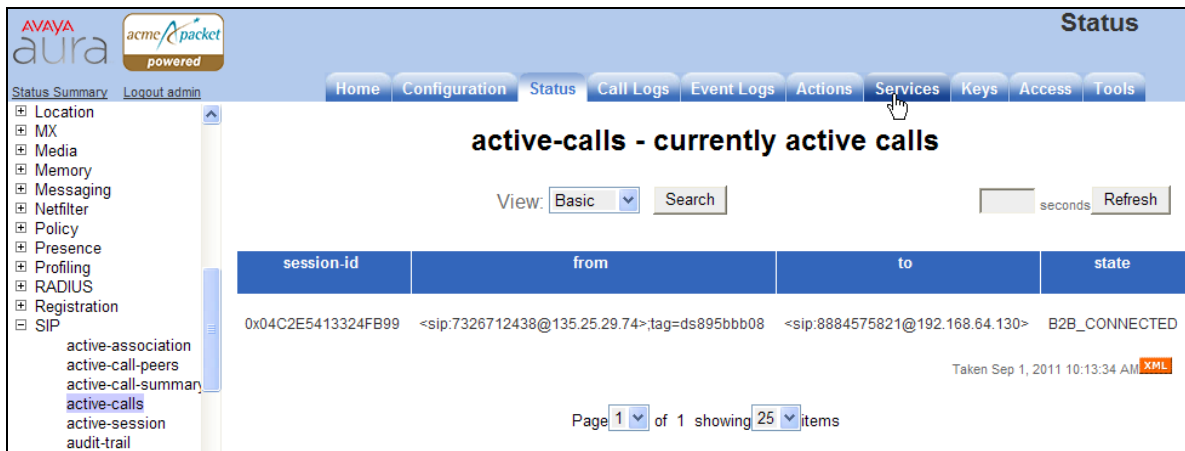 AVAYA
aura
acme packet
powered
Status
Status Summary Logout admin
Home Configuration Status Call Logs Event Logs Actions Services Keys Access Tools
Location
MX
Media
Memory
Messaging
Netfilter
Policy
Presence
Profiling
RADIUS
Registration
SIP
active-association
active-call-peers
active-call-summary
active-calls
active-session
audit-trail
active-calls - currently active calls
View: Basic Search seconds Refresh
session-id from to state
0x04C2E5413324FB99 <sip:7326712438@135.25.29.74>;tag=ds895bbb08 <sip:8884575821@192.168.64.130> B2B_CONNECTED
Taken Sep 1, 2011 10:13:34 AM XML
Page 1 of 1 showing 25 items